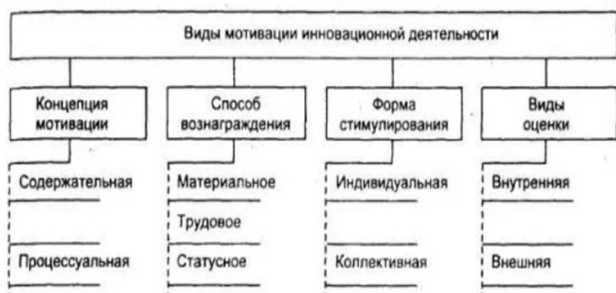 Виды мотивации инновационной деятельности
Концепция
мотивации
Способ
вознаграждения
Форма
стимулирования
Виды
оценки
Содержательная
Материальное
Индивидуальная
Внутренняя
Трудовое
Процессуальная
Статусное
Коллективная
Внешняя